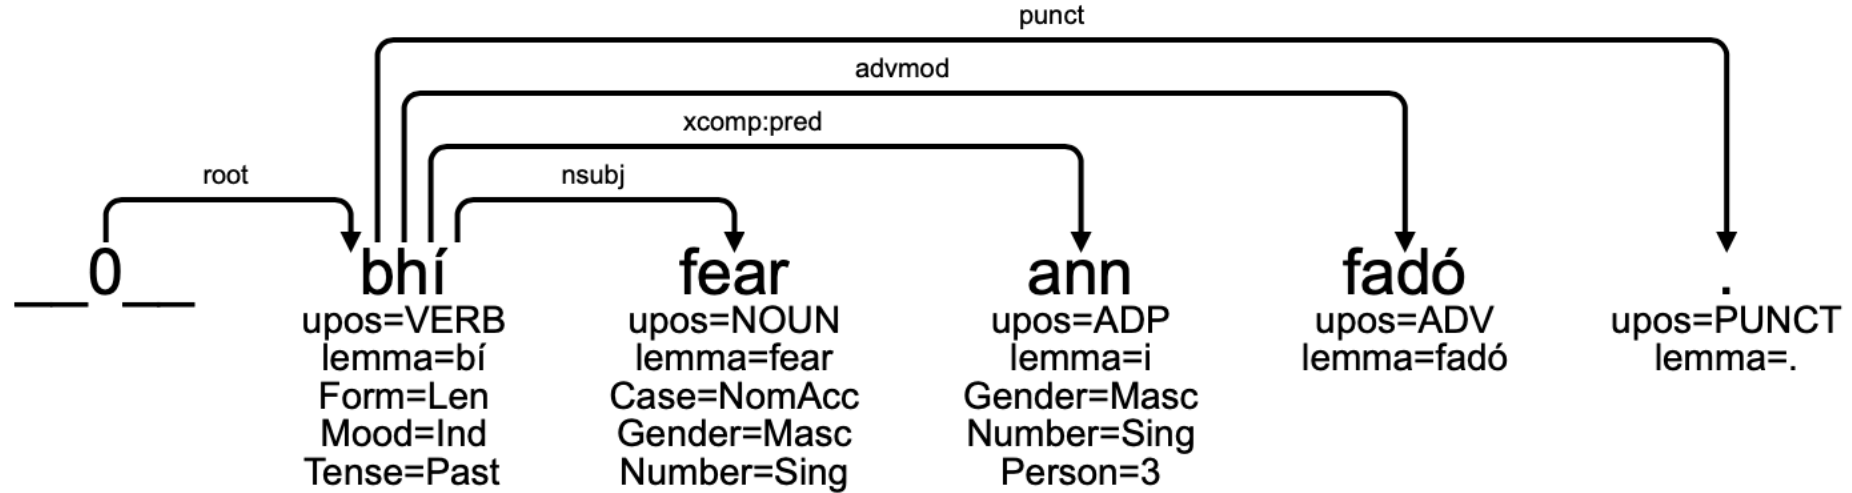 punct
advmod
xcomp:pred
root nsubj
__0__ bhí fear ann fadó .
upos=VERB upos=NOUN upos=ADP upos=ADV upos=PUNCT
lemma=bí lemma=fear lemma=i lemma=fadó lemma=.
Form=Len Case=NomAcc Gender=Masc
Mood=Ind Gender=Masc Number=Sing
Tense=Past Number=Sing Person=3